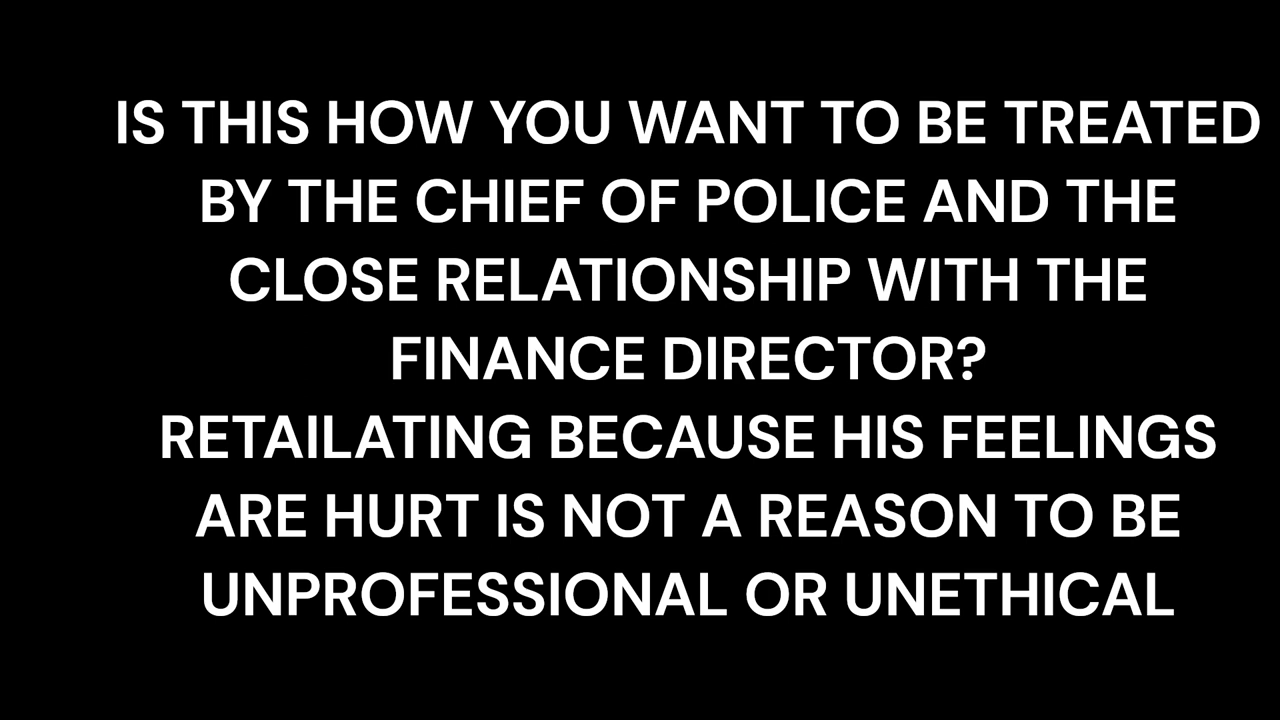 IS THIS HOW YOU WANT TO BE TREATED
BY THE CHIEF OF POLICE AND THE
CLOSE RELATIONSHIP WITH THE
FINANCE DIRECTOR?
RETAILATING BECAUSE HIS FEELINGS
ARE HURT IS NOT A REASON TO BE
UNPROFESSIONAL OR UNETHICAL